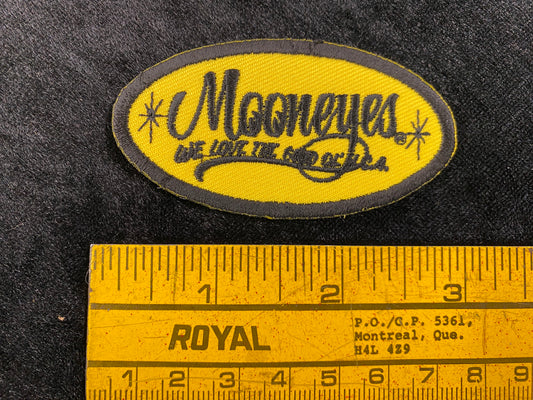 Mooneyes®
WE LOVE THE GOOD OL' U.S.A.
1 2 3
ROYAL
P.O./C.P. 5361,
Montreal, Que.
H4L 4Z9
1 2 3 4 5 6 7 8 9